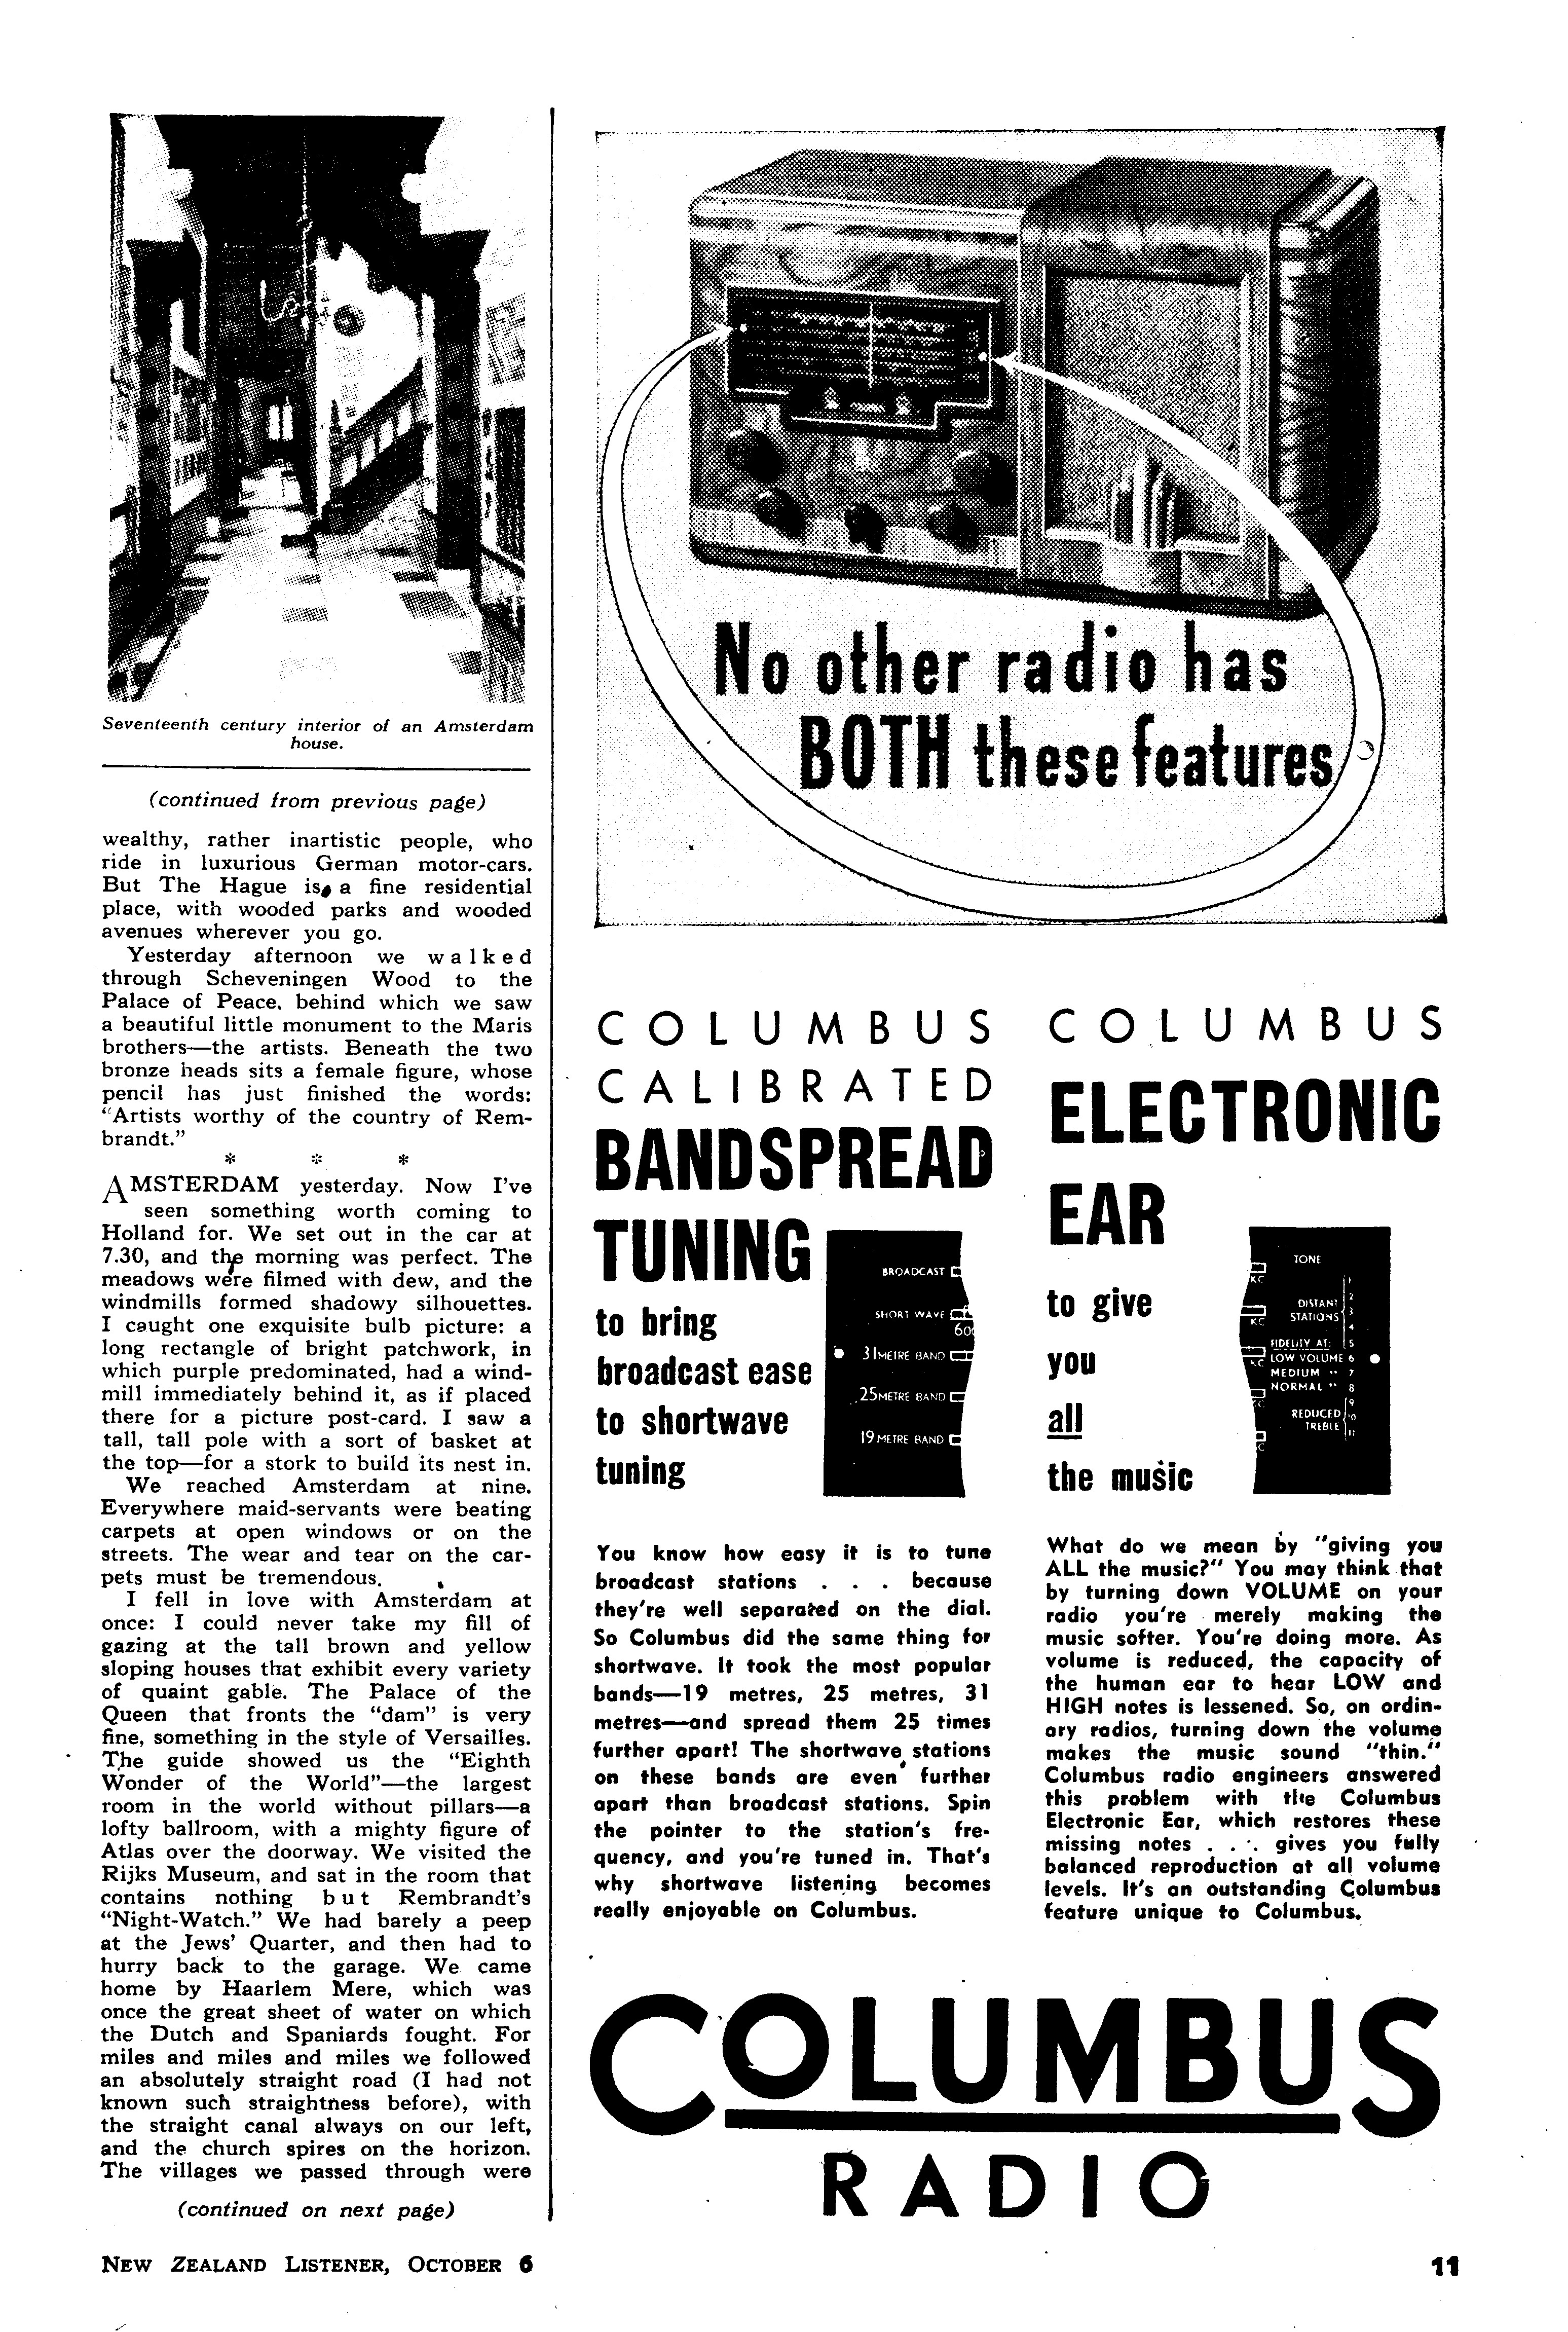 Seventeenth century interior of an Amsterdam
house.
(continued from previous page)
wealthy, rather inartistic people, who
ride in luxurious German motor-cars.
But The Hague is a fine residential
place, with wooded parks and wooded
avenues wherever you go.
Yesterday afternoon we walked
through Scheveningen Wood to the
Palace of Peace, behind which we saw
a beautiful little monument to the Maris
brothers—the artists. Beneath the two
bronze heads sits a female figure, whose
pencil has just finished the words:
"Artists worthy of the country of Rem-
brandt."
* * *
AMSTERDAM yesterday. Now I've
seen something worth coming to
Holland for. We set out in the car at
7.30, and the morning was perfect. The
meadows were filmed with dew, and the
windmills formed shadowy silhouettes.
I caught one exquisite bulb picture: a
long rectangle of bright patchwork, in
which purple predominated, had a wind-
mill immediately behind it, as if placed
there for a picture post-card. I saw a
tall, tall pole with a sort of basket at
the top—for a stork to build its nest in.
We reached Amsterdam at nine.
Everywhere maid-servants were beating
carpets at open windows or on the
streets. The wear and tear on the car-
pets must be tremendous.
I fell in love with Amsterdam at
once: I could never take my fill of
gazing at the tall brown and yellow
sloping houses that exhibit every variety
of quaint gable. The Palace of the
Queen that fronts the "dam" is very
fine, something in the style of Versailles.
The guide showed us the "Eighth
Wonder of the World"—the largest
room in the world without pillars—a
lofty ballroom, with a mighty figure of
Atlas over the doorway. We visited the
Rijks Museum, and sat in the room that
contains nothing but Rembrandt's
"Night-Watch." We had barely a peep
at the Jews' Quarter, and then had to
hurry back to the garage. We came
home by Haarlem Mere, which was
once the great sheet of water on which
the Dutch and Spaniards fought. For
miles and miles and miles we followed
an absolutely straight road (I had not
known such straightness before), with
the straight canal always on our left,
and the church spires on the horizon.
The villages we passed through were
(continued on next page)
No other radio has
BOTH these features
COLUMBUS
CALIBRATED
BANDSPREAD
TUNING
to bring
broadcast ease
to shortwave
tuning
BROADCAST
SHORT WAVE
60
31 METRE BAND
25 METRE BAND
19 METRE BAND
You know how easy it is to tune
broadcast stations . . . because
they're well separated on the dial.
So Columbus did the same thing for
shortwave. It took the most popular
bands—19 metres, 25 metres, 31
metres—and spread them 25 times
further apart! The shortwave stations
on these bands are even further
apart than broadcast stations. Spin
the pointer to the station's fre-
quency, and you're tuned in. That's
why shortwave listening becomes
really enjoyable on Columbus.
COLUMBUS
ELECTRONIC
EAR
to give
you
all
the music
TONE
KC
1
2
DISTANT 3
KC STATIONS
4
FIDELITY AT: 5
KC LOW VOLUME 6
MEDIUM " 7
NORMAL " 8
KC 9
REDUCED 10
TREBLE 11
KC
What do we mean by "giving you
ALL the music?" You may think that
by turning down VOLUME on your
radio you're merely making the
music softer. You're doing more. As
volume is reduced, the capacity of
the human ear to hear LOW and
HIGH notes is lessened. So, on ordin-
ary radios, turning down the volume
makes the music sound "thin."
Columbus radio engineers answered
this problem with the Columbus
Electronic Ear, which restores these
missing notes . . . gives you fully
balanced reproduction at all volume
levels. It's an outstanding Columbus
feature unique to Columbus.
COLUMBUS
RADIO
NEW ZEALAND LISTENER, OCTOBER 6
11